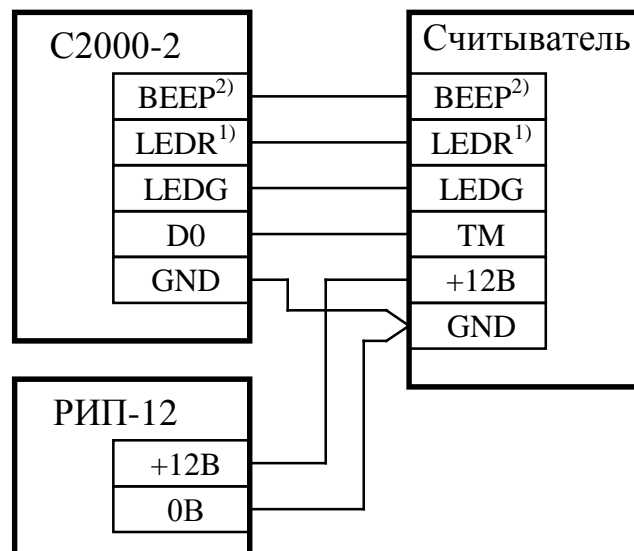 С2000-2
BEEP2)
LEDR1)
LEDG
D0
GND
Считыватель
BEEP2)
LEDR1)
LEDG
TM
+12В
GND
РИП-12
+12В
0В